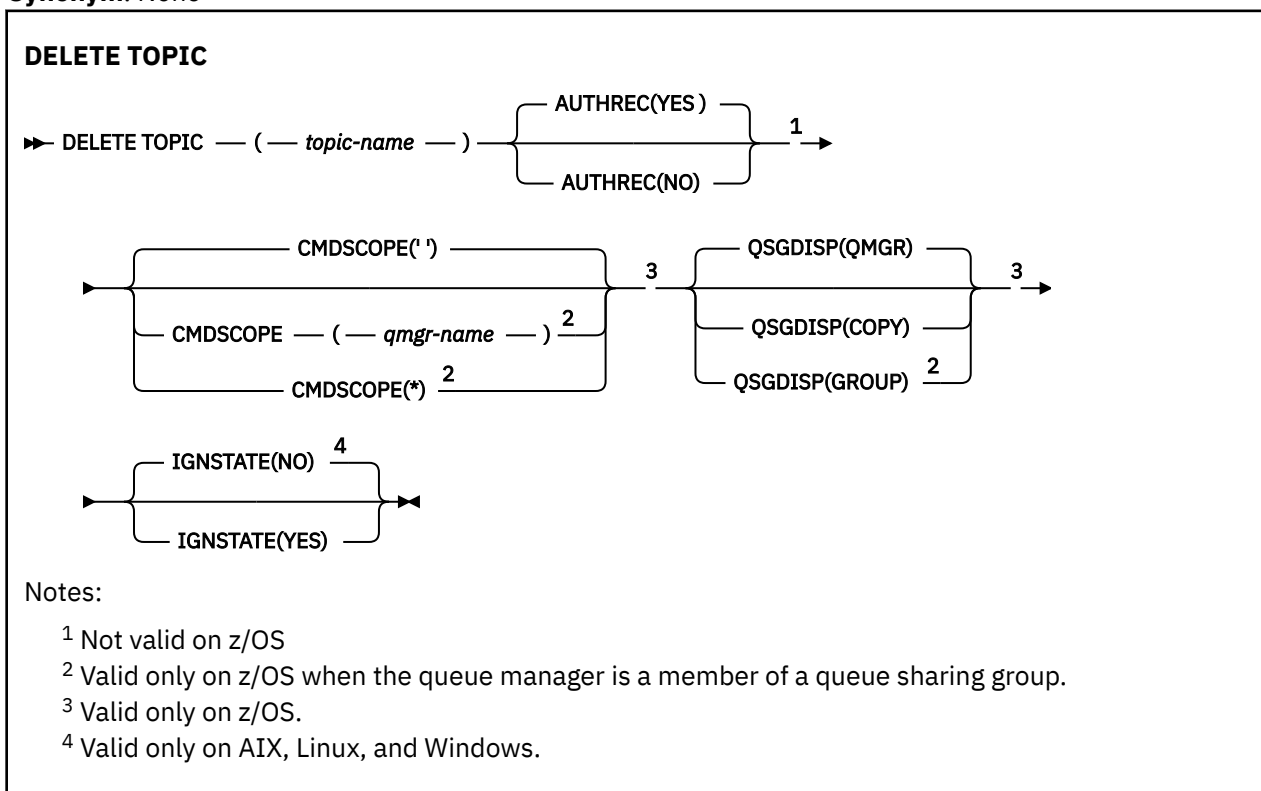 Synonym: None
DELETE TOPIC
AUTHREC(YES )
DELETE TOPIC ( topic-name ) 1
AUTHREC(NO)
CMDSCOPE(' ') QSGDISP(QMGR)
3 3
CMDSCOPE ( qmgr-name ) 2 QSGDISP(COPY)
CMDSCOPE(*) 2 QSGDISP(GROUP) 2
IGNSTATE(NO) 4
IGNSTATE(YES)
Notes:
1 Not valid on z/OS
2 Valid only on z/OS when the queue manager is a member of a queue sharing group.
3 Valid only on z/OS.
4 Valid only on AIX, Linux, and Windows.